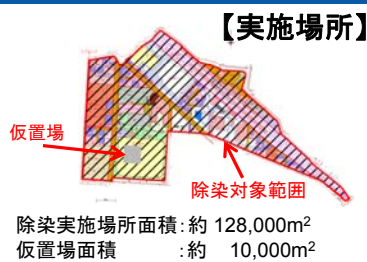 【実施場所】
仮置場
除染対象範囲
除染実施場所面積:約 128,000m²
仮置場面積 :約 10,000m²